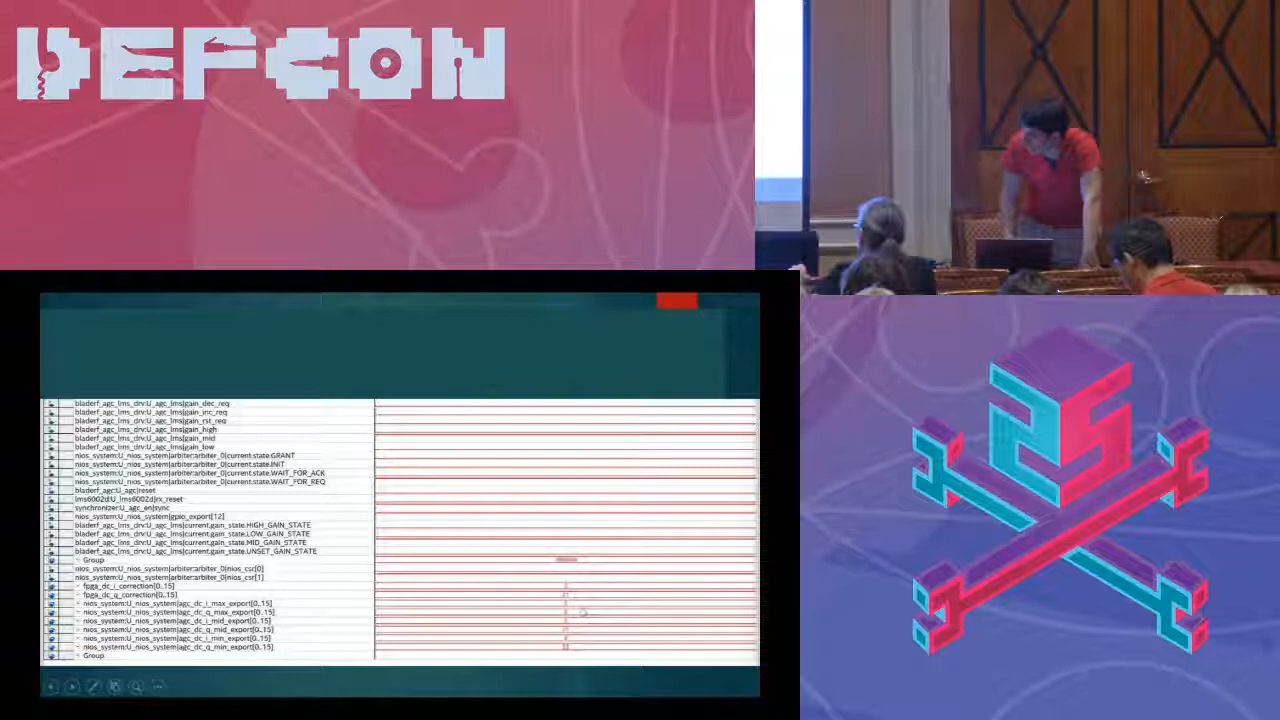 DEFCON
bladerf_agc_lms_drv:U_agc_lms|gain_dec_req
bladerf_agc_lms_drv:U_agc_lms|gain_inc_req
bladerf_agc_lms_drv:U_agc_lms|gain_rst_req
bladerf_agc_lms_drv:U_agc_lms|gain_high
bladerf_agc_lms_drv:U_agc_lms|gain_mid
bladerf_agc_lms_drv:U_agc_lms|gain_low
nios_system:U_nios_system|arbiter:arbiter_0|current.state.GRANT
nios_system:U_nios_system|arbiter:arbiter_0|current.state.INIT
nios_system:U_nios_system|arbiter:arbiter_0|current.state.WAIT_FOR_ACK
nios_system:U_nios_system|arbiter:arbiter_0|current.state.WAIT_FOR_REQ
bladerf_agc:U_agc|reset
lms6002d:U_lms6002d|rx_reset
synchronizer:U_agc_en|sync
nios_system:U_nios_system|gpio_export[12]
bladerf_agc_lms_drv:U_agc_lms|current.gain_state.HIGH_GAIN_STATE
bladerf_agc_lms_drv:U_agc_lms|current.gain_state.LOW_GAIN_STATE
bladerf_agc_lms_drv:U_agc_lms|current.gain_state.MID_GAIN_STATE
bladerf_agc_lms_drv:U_agc_lms|current.gain_state.UNSET_GAIN_STATE
Group
nios_system:U_nios_system|arbiter:arbiter_0|nios_csr[0]
nios_system:U_nios_system|arbiter:arbiter_0|nios_csr[1]
fpga_dc_i_correction[0..15]
fpga_dc_q_correction[0..15]
nios_system:U_nios_system|agc_dc_i_max_export[0..15]
nios_system:U_nios_system|agc_dc_q_max_export[0..15]
nios_system:U_nios_system|agc_dc_i_mid_export[0..15]
nios_system:U_nios_system|agc_dc_q_mid_export[0..15]
nios_system:U_nios_system|agc_dc_i_min_export[0..15]
nios_system:U_nios_system|agc_dc_q_min_export[0..15]
Group
25